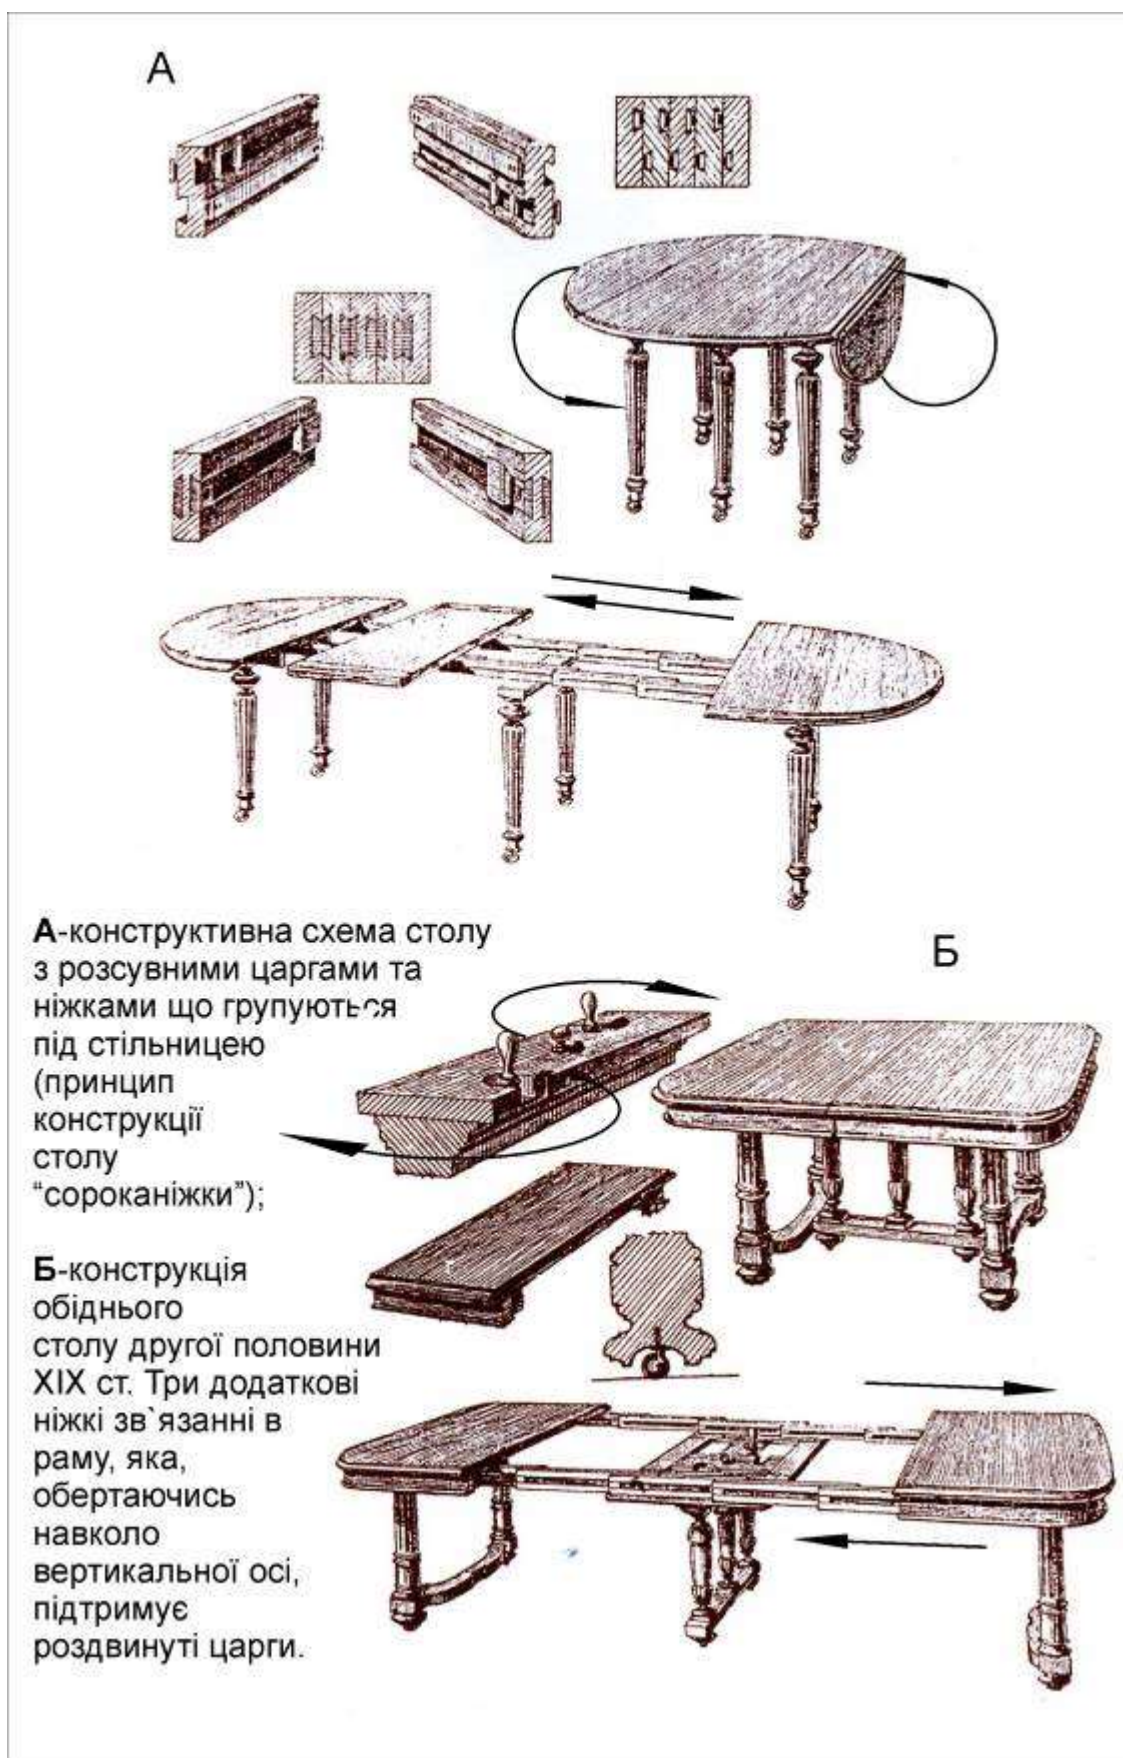 А
А-конструктивна схема столу
з розсувними царгами та
ніжками що групуються
під стільницею
(принцип
конструкції
столу
“сороканіжки”);
Б
Б-конструкція
обіднього
столу другої половини
XIX ст. Три додаткові
ніжкі зв`язанні в
раму, яка,
обертаючись
навколо
вертикальної осі,
підтримує
роздвинуті царги.